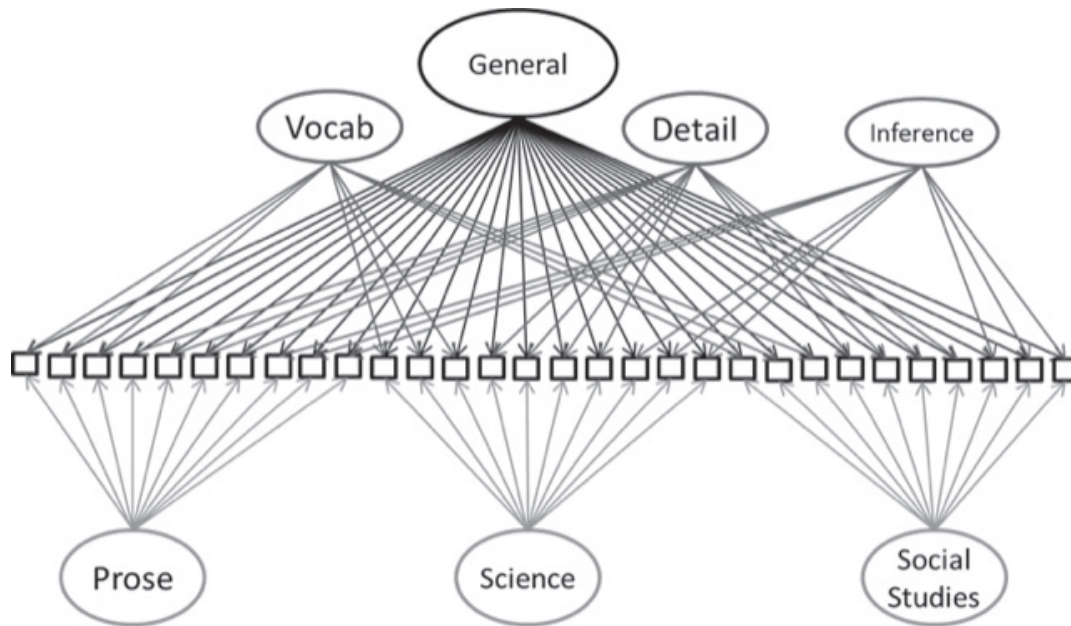 General
Vocab
Detail
Inference
Prose
Science
Social
Studies